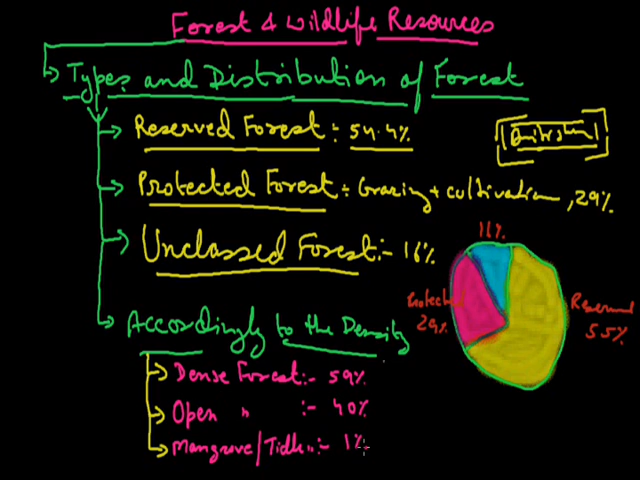 Forest & Wildlife Resources
Types and Distribution of Forest
Reserved Forest :- 54.4%
Protected Forest :- Grazing + cultivation, 29%
Unclassed Forest :- 16%
16%
Protected
29%
Reserved
55%
Accordingly to the Density
Dense Forest :- 59%
Open " :- 40%
Mangrove/Tidal " :- 1%